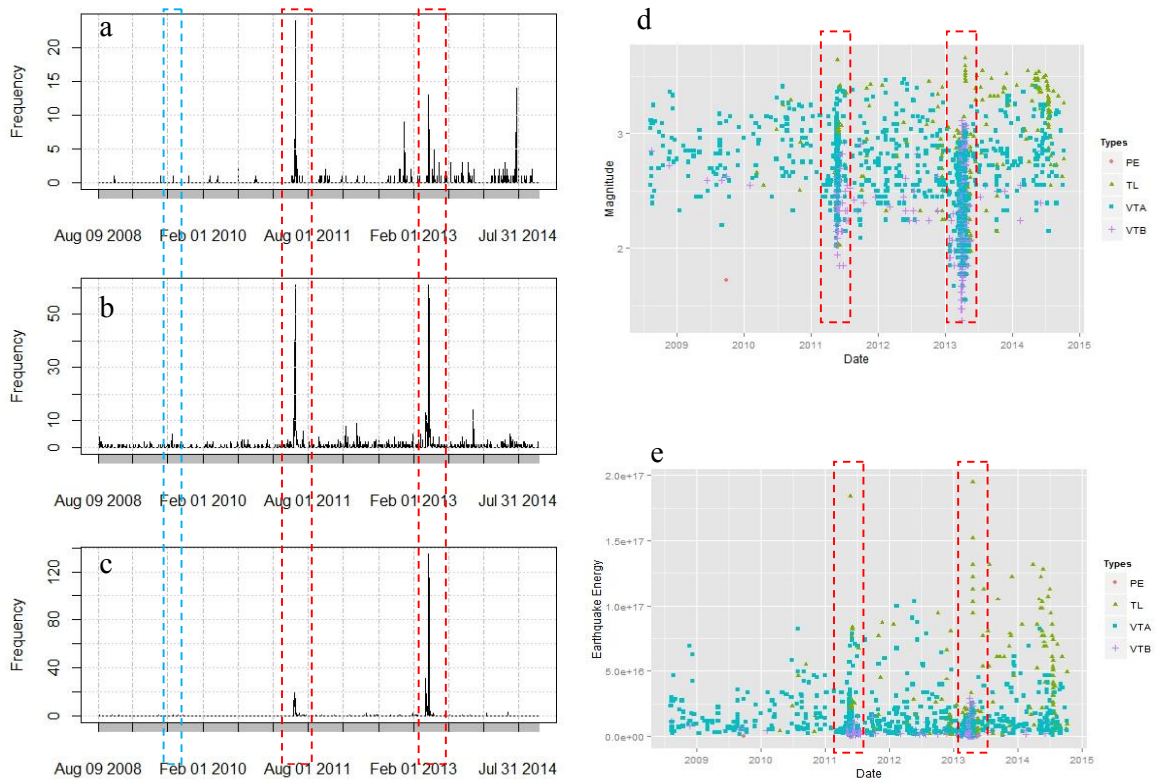 a
Frequency
20
15
10
5
0
Aug 09 2008 Feb 01 2010 Aug 01 2011 Feb 01 2013 Jul 31 2014
b
Frequency
50
30
10
0
Aug 09 2008 Feb 01 2010 Aug 01 2011 Feb 01 2013 Jul 31 2014
c
Frequency
120
80
40
0
Aug 09 2008 Feb 01 2010 Aug 01 2011 Feb 01 2013 Jul 31 2014
d
Magnitude
3
2
2009 2010 2011 2012 2013 2014 2015
Date
Types
PE
TL
VTA
VTB
e
Earthquake Energy
2.0e+17
1.5e+17
1.0e+17
5.0e+16
0.0e+00
2009 2010 2011 2012 2013 2014 2015
Date
Types
PE
TL
VTA
VTB